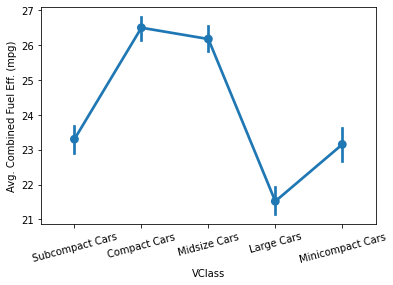 27
26
25
24
23
22
21
Avg. Combined Fuel Eff. (mpg)
Subcompact Cars
Compact Cars
Midsize Cars
Large Cars
Minicompact Cars
VClass